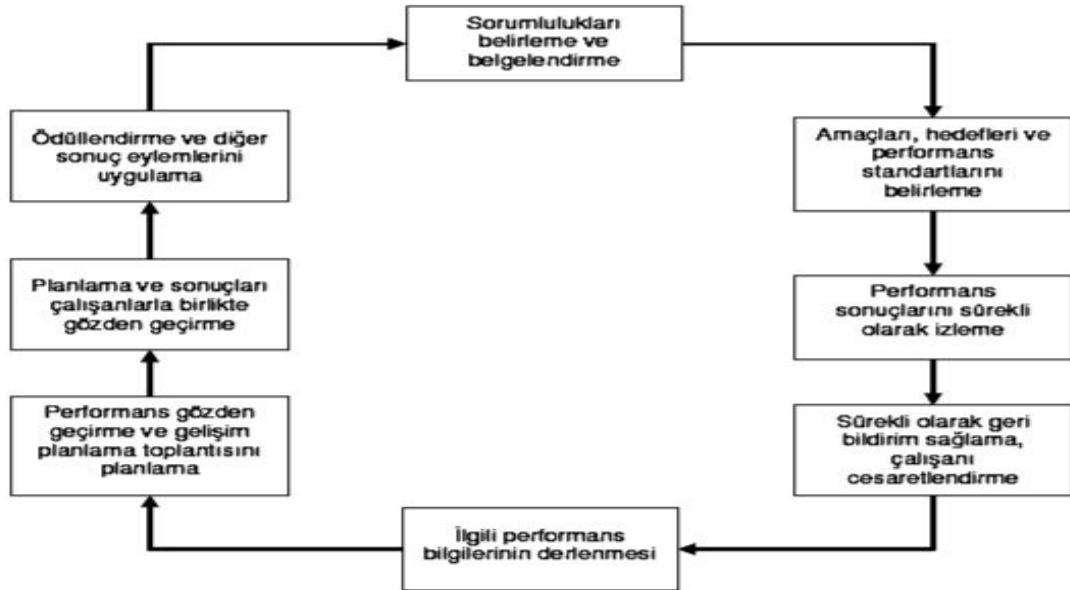 Sorumlulukları
belirleme ve
belgelendirme
Amaçları, hedefleri ve
performans
standartlarını
belirleme
Performans
sonuçlarını sürekli
olarak izleme
Sürekli olarak geri
bildirim sağlama,
çalışanı
cesaretlendirme
İlgili performans
bilgilerinin derlenmesi
Performans gözden
geçirme ve gelişim
planlama toplantısını
planlama
Planlama ve sonuçları
çalışanlarla birlikte
gözden geçirme
Ödüllendirme ve diğer
sonuç eylemlerini
uygulama